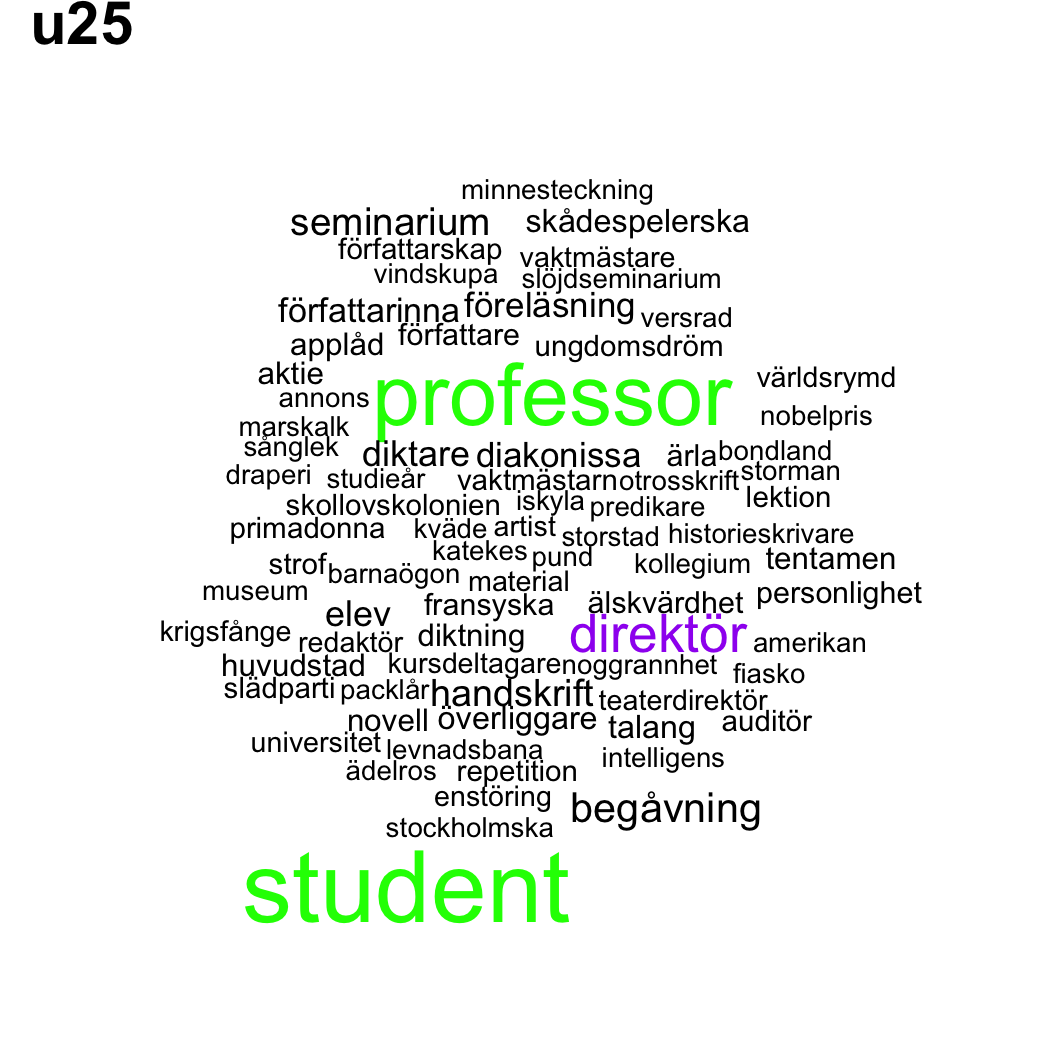 u25
minnesteckning
seminarium skådespelerska
författarskap vaktmästare
vindskupa slöjdseminarium
författarinna föreläsning versrad
applåd författare ungdomsdröm
aktie professor världsrymd
annons nobelpris
marskalk
sånglek diktare diakonissa ärla bondland
draperi studieår vaktmästarn otrosskrift storman
skollovskolonien iskyla predikare lektion
primadonna kväde artist storstad historieskrivare
katekes pund kollegium tentamen
strof barnaögon material
museum fransyska älskvärdhet personlighet
elev direktör
krigsfånge redaktör diktning amerikan
huvudstad kursdeltagare noggrannhet fiasko
slädparti packlår handskrift teaterdirektör
novell överliggare talang auditör
universitet levnadsbana intelligens
ädelros repetition
enstöring begåvning
stockholmska
student